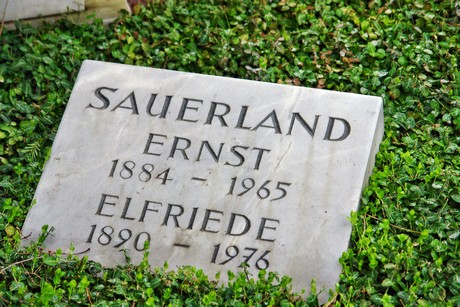 SAUERLAND
ERNST
1884 – 1965
ELFRIEDE
1890 – 1976